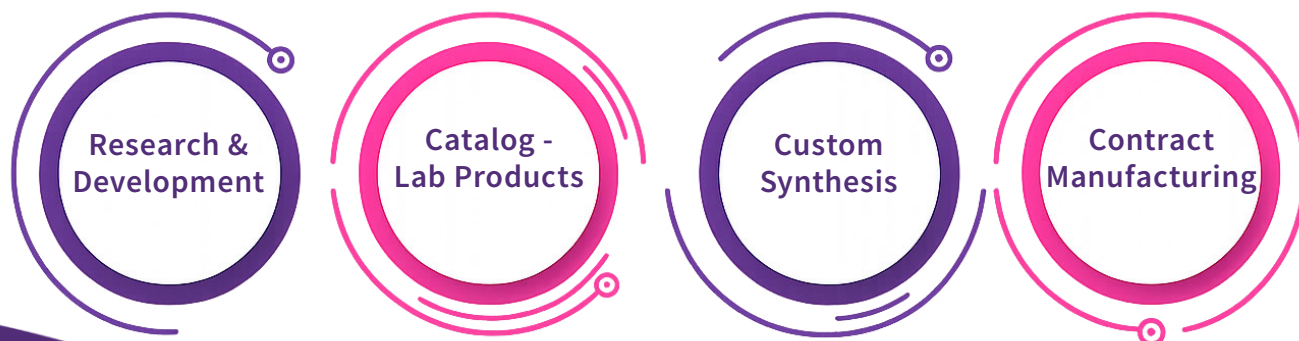 Research &
Development
Catalog -
Lab Products
Custom
Synthesis
Contract
Manufacturing